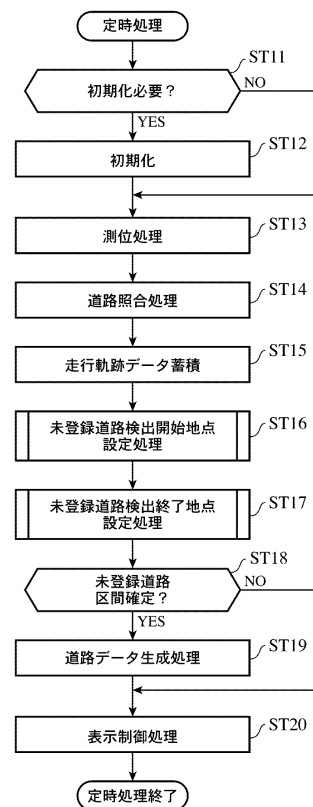 定時処理
ST11
初期化必要？
NO
YES
ST12
初期化
ST13
測位処理
ST14
道路照合処理
ST15
走行軌跡データ蓄積
ST16
未登録道路検出開始地点
設定処理
ST17
未登録道路検出終了地点
設定処理
ST18
未登録道路
区間確定？
NO
YES
ST19
道路データ生成処理
ST20
表示制御処理
定時処理終了